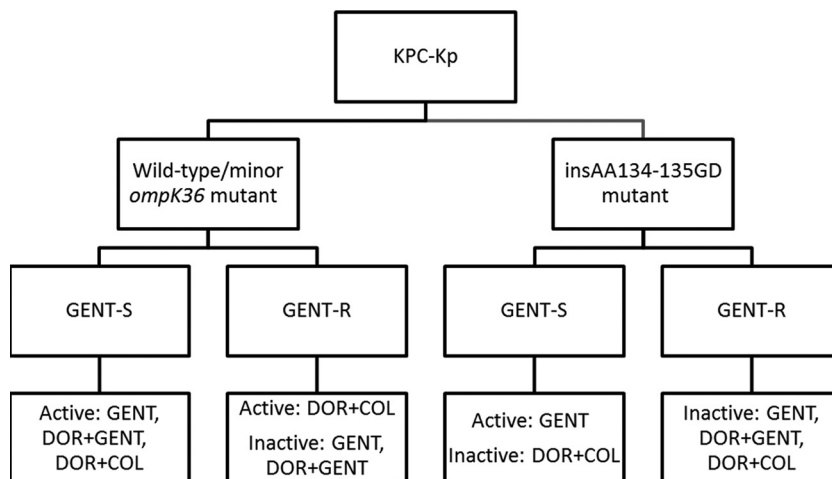 KPC-Kp
Wild-type/minor
ompK36 mutant
insAA134-135GD
mutant
GENT-S
GENT-R
GENT-S
GENT-R
Active: GENT,
DOR+GENT,
DOR+COL
Active: DOR+COL
Inactive: GENT,
DOR+GENT
Active: GENT
Inactive: DOR+COL
Inactive: GENT,
DOR+GENT,
DOR+COL